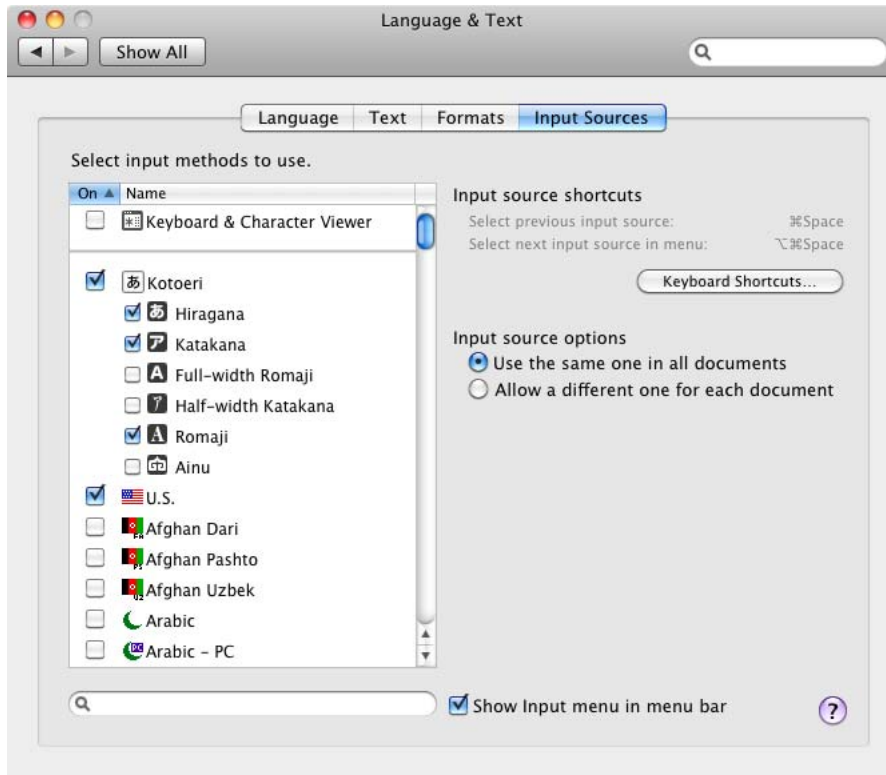 Language & Text
Show All
Language Text Formats Input Sources
Select input methods to use.
On Name
Keyboard & Character Viewer
あ Kotoeri
あ Hiragana
ア Katakana
A Full-width Romaji
ア Half-width Katakana
A Romaji
Ainu
U.S.
Afghan Dari
Afghan Pashto
Afghan Uzbek
Arabic
PC Arabic - PC
Input source shortcuts
Select previous input source: ⌘Space
Select next input source in menu: ⌥⌘Space
Keyboard Shortcuts...
Input source options
Use the same one in all documents
Allow a different one for each document
Show Input menu in menu bar
?